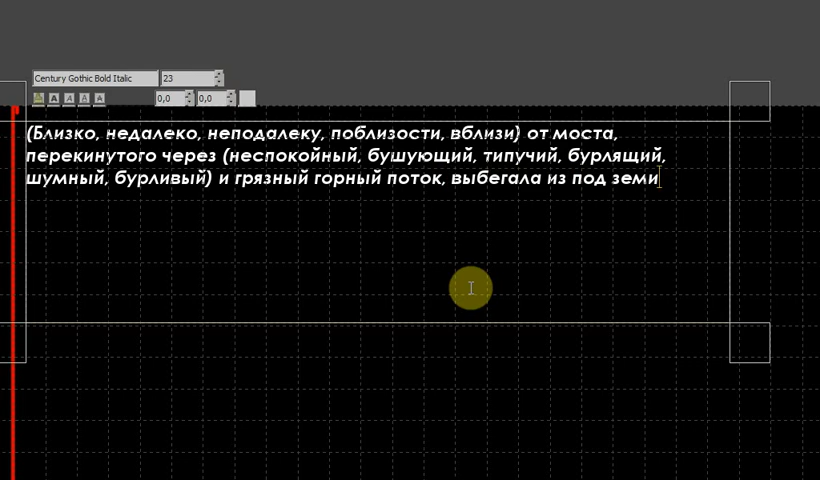 Century Gothic Bold Italic 23
A A A A A 0,0 0,0
(Близко, недалеко, неподалеку, поблизости, вблизи) от моста,
перекинутого через (неспокойный, бушующий, типучий, бурлящий,
шумный, бурливый) и грязный горный поток, выбегала из под земи